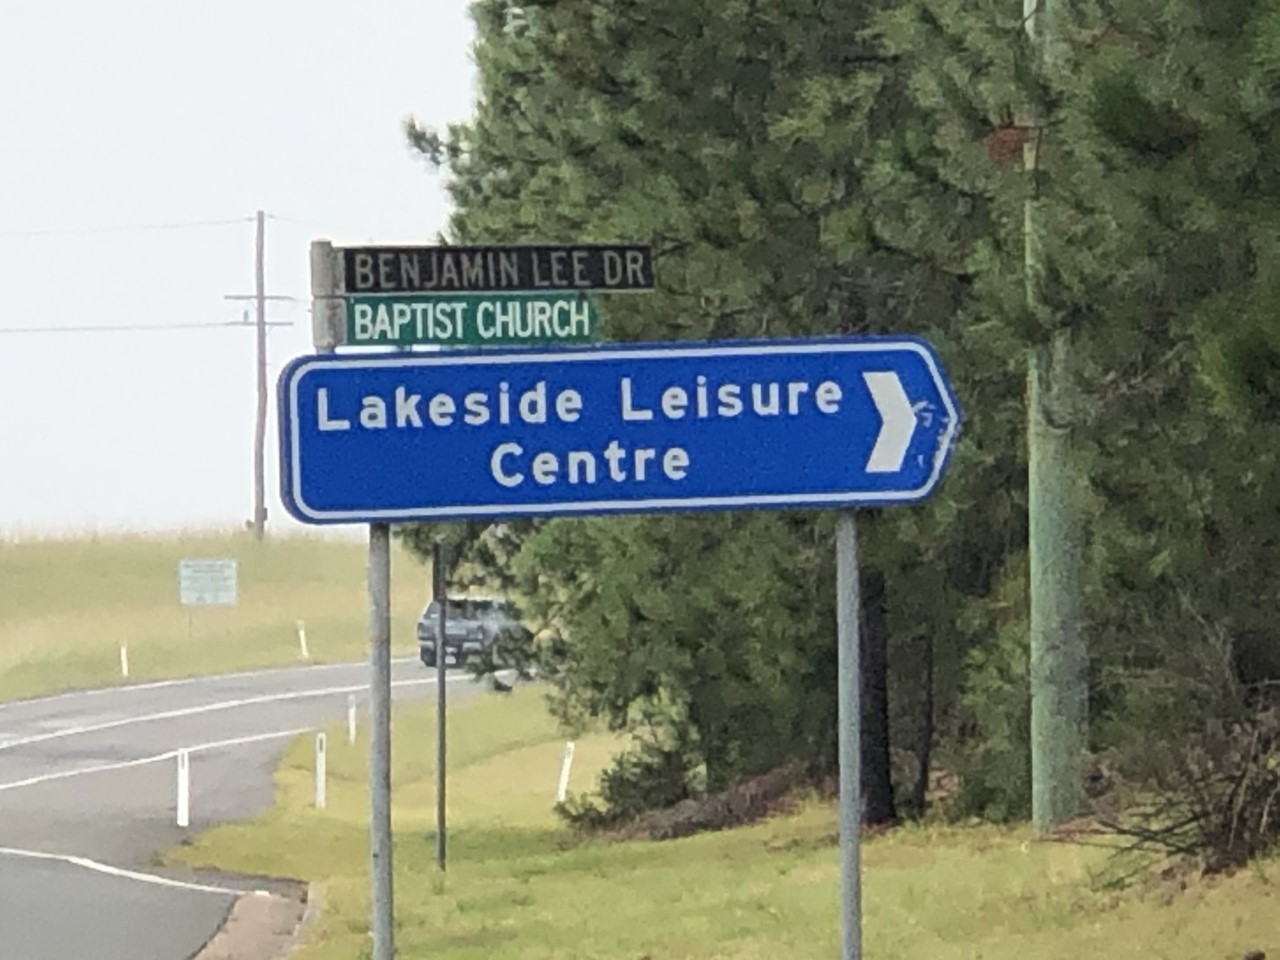 BENJAMIN LEE DR
BAPTIST CHURCH
Lakeside Leisure
Centre